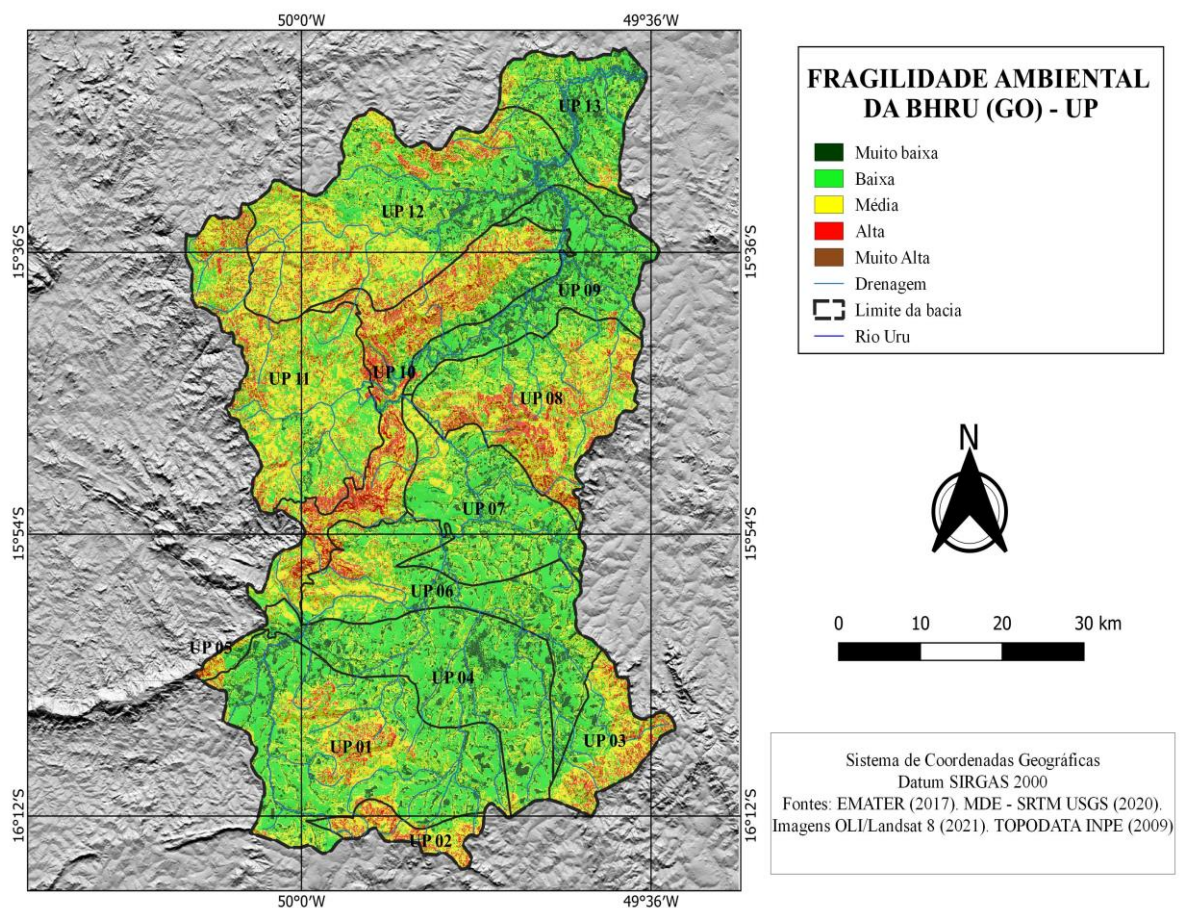 50°0'W
49°36'W
15°36'S
15°54'S
16°12'S
15°36'S
15°54'S
16°12'S
50°0'W
49°36'W
UP 13
UP 12
UP 09
UP 11
UP 10
UP 08
UP 07
UP 06
UP 05
UP 04
UP 01
UP 03
UP 02
FRAGILIDADE AMBIENTAL
DA BHRU (GO) - UP
Muito baixa
Baixa
Média
Alta
Muito Alta
Drenagem
Limite da bacia
Rio Uru
N
0 10 20 30 km
Sistema de Coordenadas Geográficas
Datum SIRGAS 2000
Fontes: EMATER (2017). MDE - SRTM USGS (2020).
Imagens OLI/Landsat 8 (2021). TOPODATA INPE (2009)